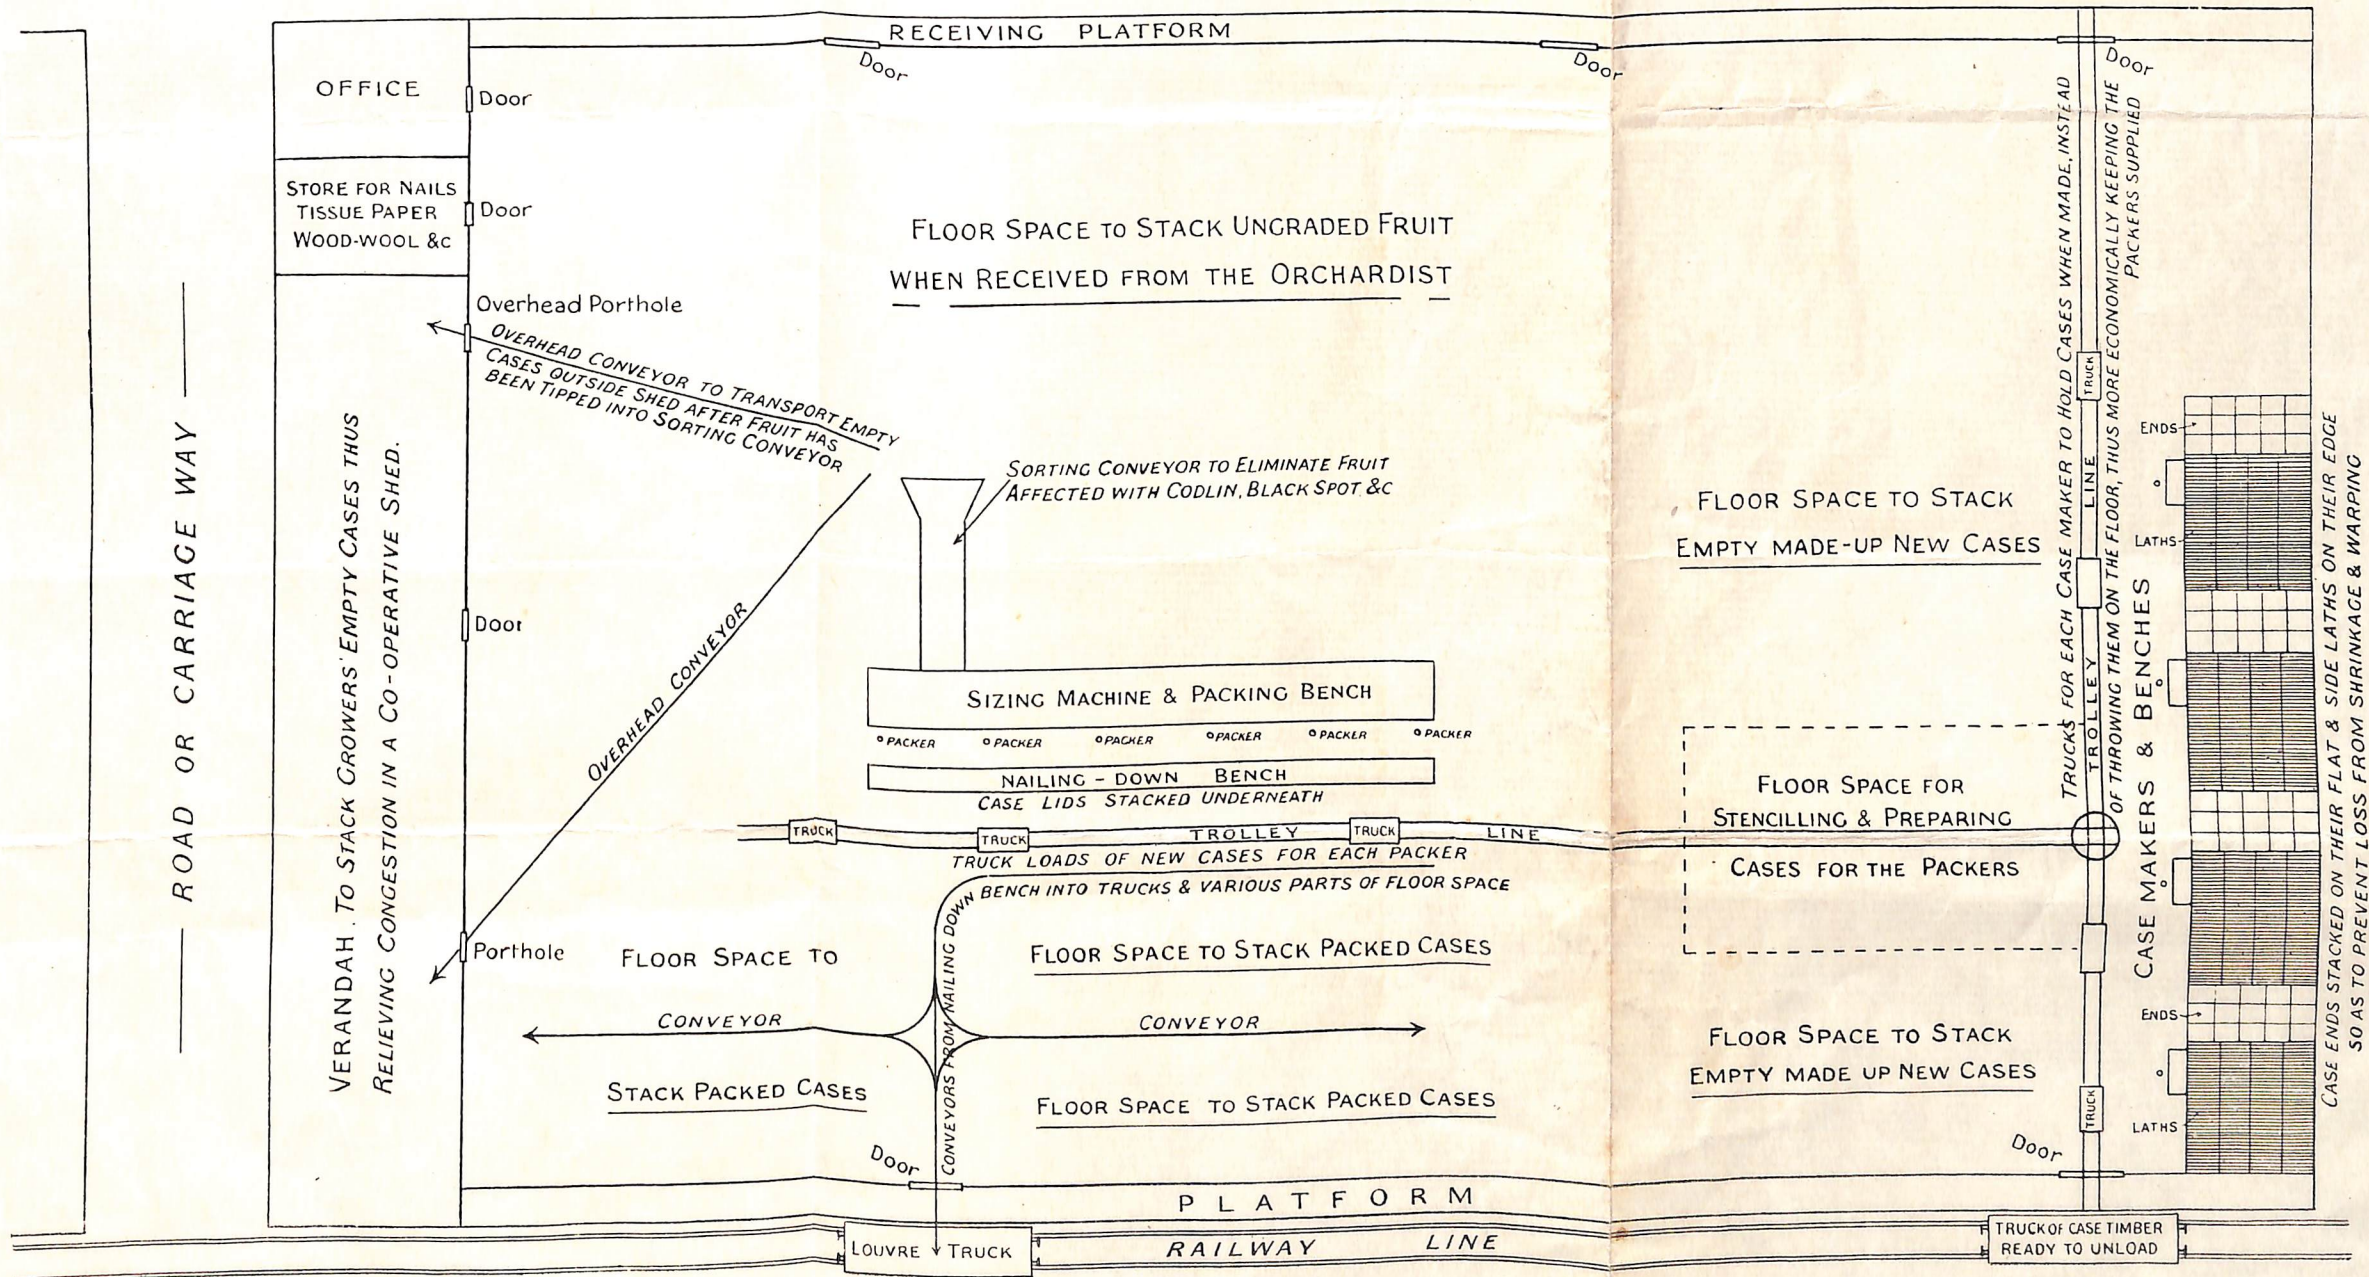 RECEIVING PLATFORM
Door
Door
Door
OFFICE
Door
STORE FOR NAILS
TISSUE PAPER
WOOD-WOOL &c
Door
FLOOR SPACE TO STACK UNGRADED FRUIT
WHEN RECEIVED FROM THE ORCHARDIST
Overhead Porthole
OVERHEAD CONVEYOR TO TRANSPORT EMPTY
CASES OUTSIDE SHED AFTER FRUIT HAS
BEEN TIPPED INTO SORTING CONVEYOR
SORTING CONVEYOR TO ELIMINATE FRUIT
AFFECTED WITH CODLIN, BLACK SPOT &c
ROAD OR CARRIAGE WAY
VERANDAH. TO STACK GROWERS' EMPTY CASES THUS
RELIEVING CONGESTION IN A CO-OPERATIVE SHED.
Door
OVERHEAD CONVEYOR
Porthole
SIZING MACHINE & PACKING BENCH
PACKER
PACKER
PACKER
PACKER
PACKER
PACKER
NAILING-DOWN BENCH
CASE LIDS STACKED UNDERNEATH
TRUCK
TRUCK
TROLLEY
TRUCK
LINE
TRUCK LOADS OF NEW CASES FOR EACH PACKER
CONVEYORS FROM NAILING DOWN
BENCH INTO TRUCKS & VARIOUS PARTS OF FLOOR SPACE
FLOOR SPACE TO
STACK PACKED CASES
FLOOR SPACE TO STACK PACKED CASES
CONVEYOR
CONVEYOR
FLOOR SPACE TO STACK PACKED CASES
Door
FLOOR SPACE TO STACK
EMPTY MADE-UP NEW CASES
FLOOR SPACE FOR
STENCILLING & PREPARING
CASES FOR THE PACKERS
FLOOR SPACE TO STACK
EMPTY MADE UP NEW CASES
Door
TRUCKS FOR EACH CASE MAKER TO HOLD CASES WHEN MADE, INSTEAD
OF THROWING THEM ON THE FLOOR, THUS MORE ECONOMICALLY KEEPING THE
PACKERS SUPPLIED
TRUCK
LINE
TROLLEY
TRUCK
CASE MAKERS & BENCHES
ENDS
LATHS
ENDS
LATHS
CASE ENDS STACKED ON THEIR FLAT & SIDE LATHS ON THEIR EDGE
SO AS TO PREVENT LOSS FROM SHRINKAGE & WARPING
PLATFORM
LOUVRE TRUCK
RAILWAY LINE
TRUCK OF CASE TIMBER
READY TO UNLOAD